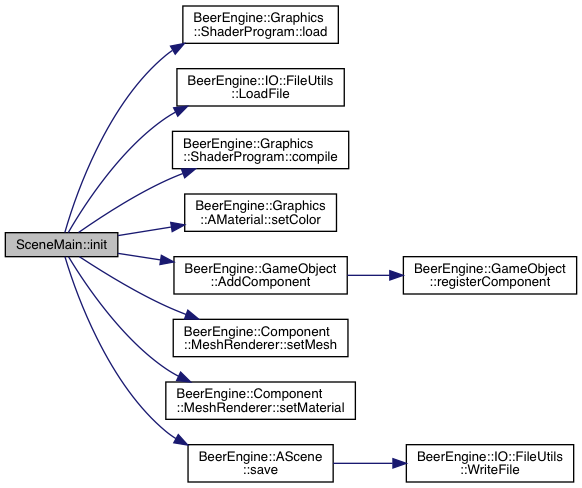 BeerEngine::Graphics
::ShaderProgram::load
BeerEngine::IO::FileUtils
::LoadFile
BeerEngine::Graphics
::ShaderProgram::compile
BeerEngine::Graphics
::AMaterial::setColor
SceneMain::init
BeerEngine::GameObject
::AddComponent
BeerEngine::GameObject
::registerComponent
BeerEngine::Component
::MeshRenderer::setMesh
BeerEngine::Component
::MeshRenderer::setMaterial
BeerEngine::AScene
::save
BeerEngine::IO::FileUtils
::WriteFile